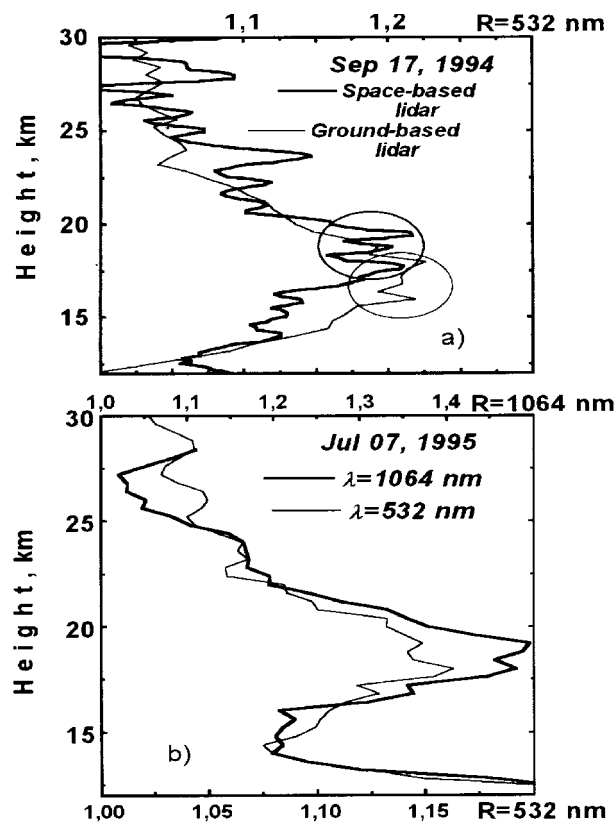 1,1 1,2 R=532 nm
30
25
20
15
Height, km
Sep 17, 1994
Space-based
lidar
Ground-based
lidar
a)
1,0 1,1 1,2 1,3 1,4 R=1064 nm
30
25
20
15
Height, km
Jul 07, 1995
λ=1064 nm
λ=532 nm
b)
1,00 1,05 1,10 1,15 R=532 nm